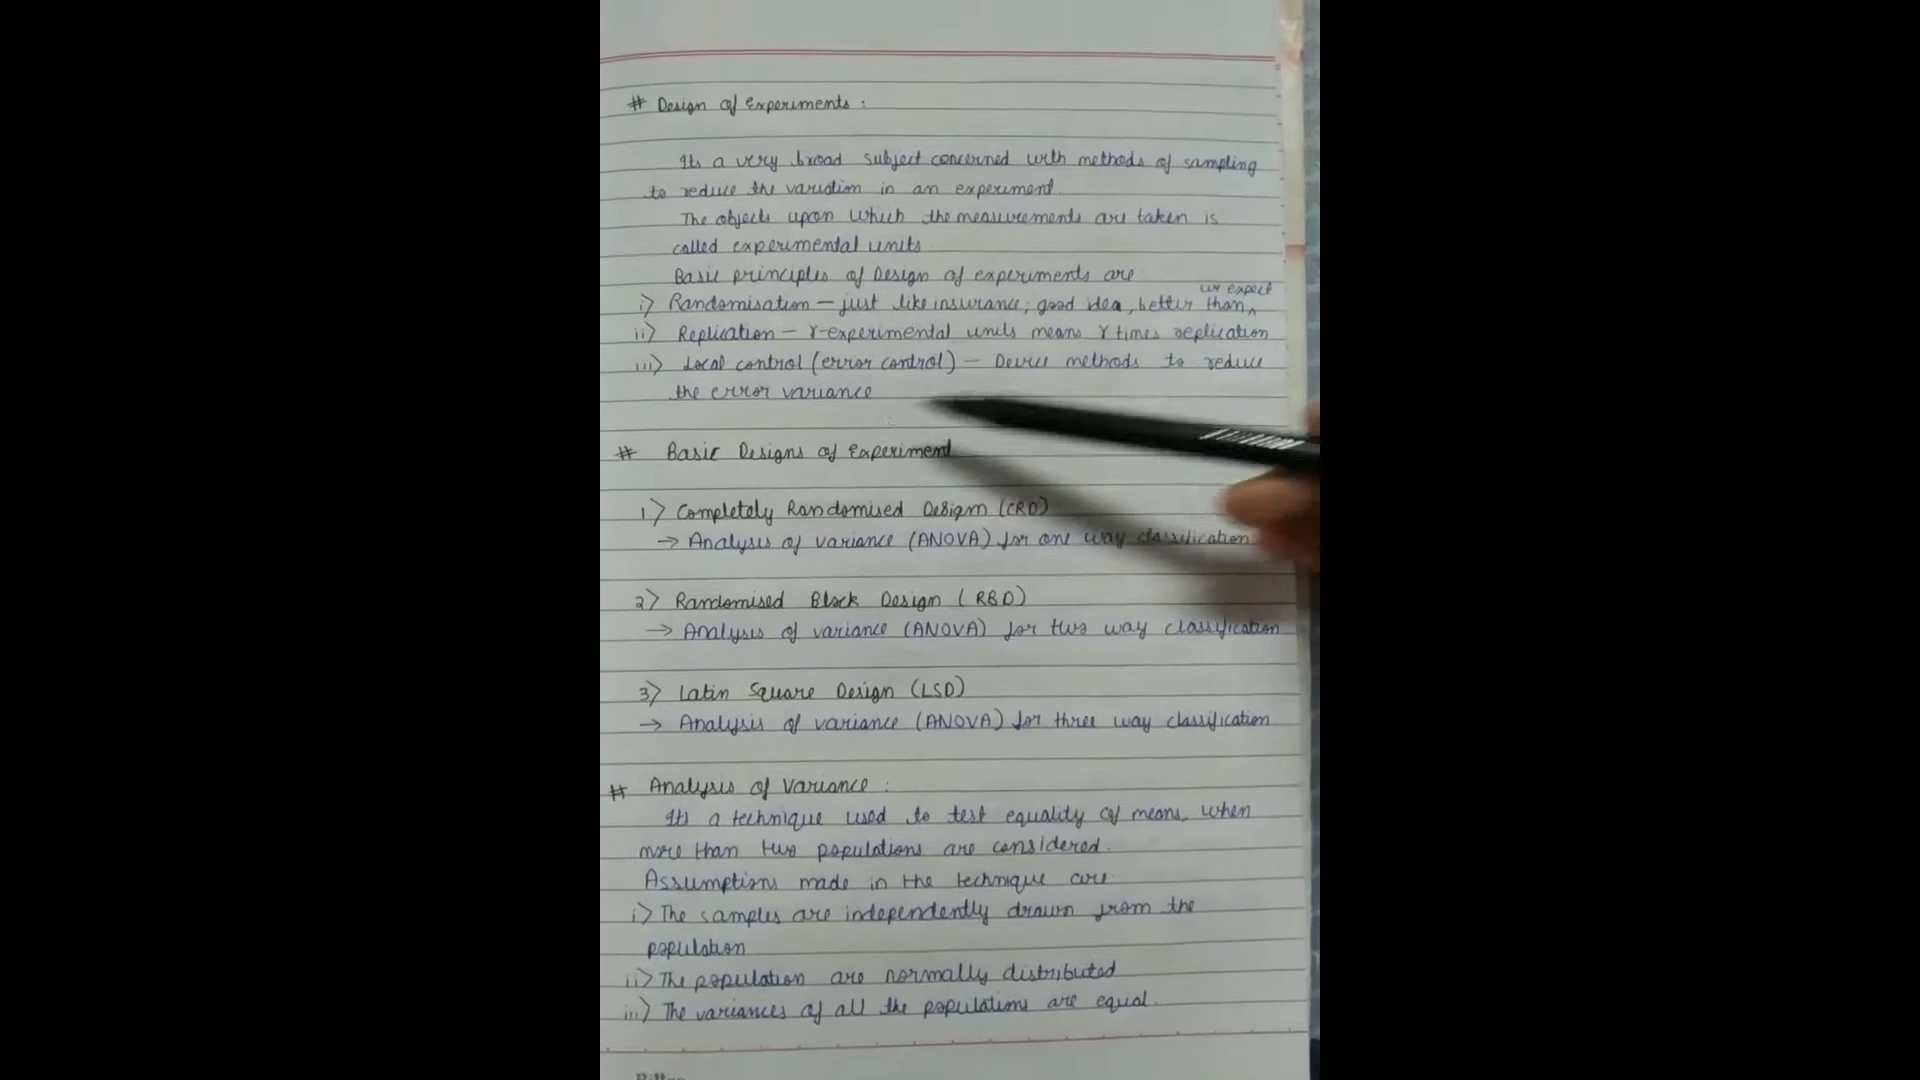 # Design of Experiments :
Its a very broad subject concerned with methods of sampling
to reduce the variation in an experiment
The objects upon which the measurements are taken is
called experimental units.
Basic principles of Design of experiments are
we expect
i) Randomisation – just like insurance, good idea, better than ^
ii) Replication – r-experimental units means r times replication
iii) Local control (error control) – Device methods to reduce
the error variance
# Basic Designs of Experiment
1) Completely Randomised Design (CRD)
→ Analysis of variance (ANOVA) for one way classification
2) Randomised Block Design (RBD)
→ Analysis of variance (ANOVA) for two way classification
3) Latin Square Design (LSD)
→ Analysis of variance (ANOVA) for three way classification
# Analysis of Variance :
Its a technique used to test equality of means, when
more than two populations are considered.
Assumptions made in the technique are
i) The samples are independently drawn from the
population
ii) The population are normally distributed
iii) The variances of all the populations are equal.